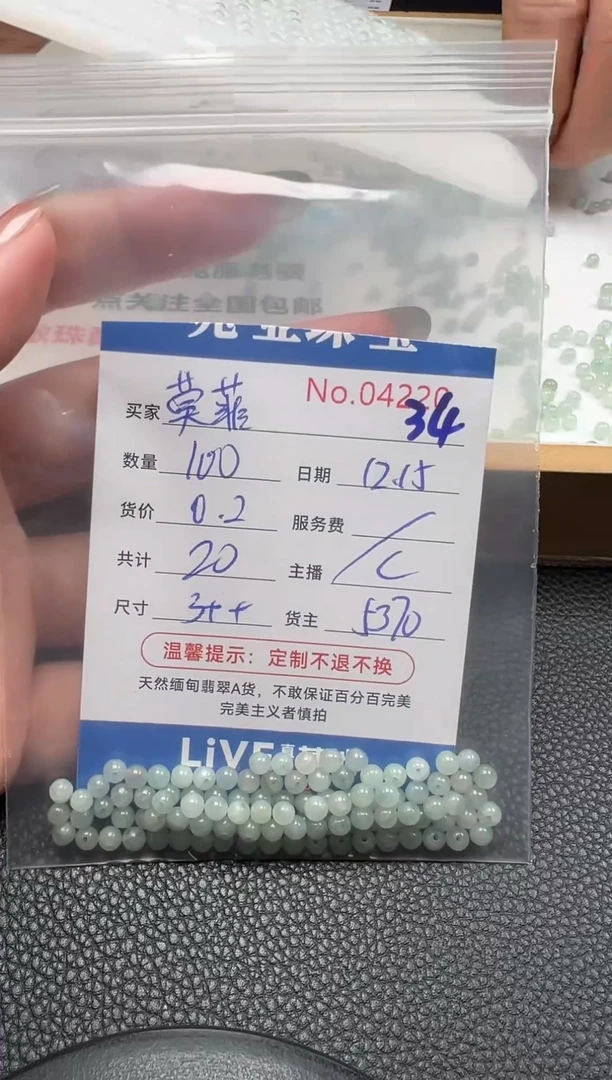 点关注全国包邮
No.04220
34
买家 莫菲
数量 100 日期 12.15
货价 0.2 服务费 /
共计 20 主播 C
尺寸 3++ 货主 5370
温馨提示：定制不退不换
天然缅甸翡翠A货，不敢保证百分百完美
完美主义者慎拍
LiVE